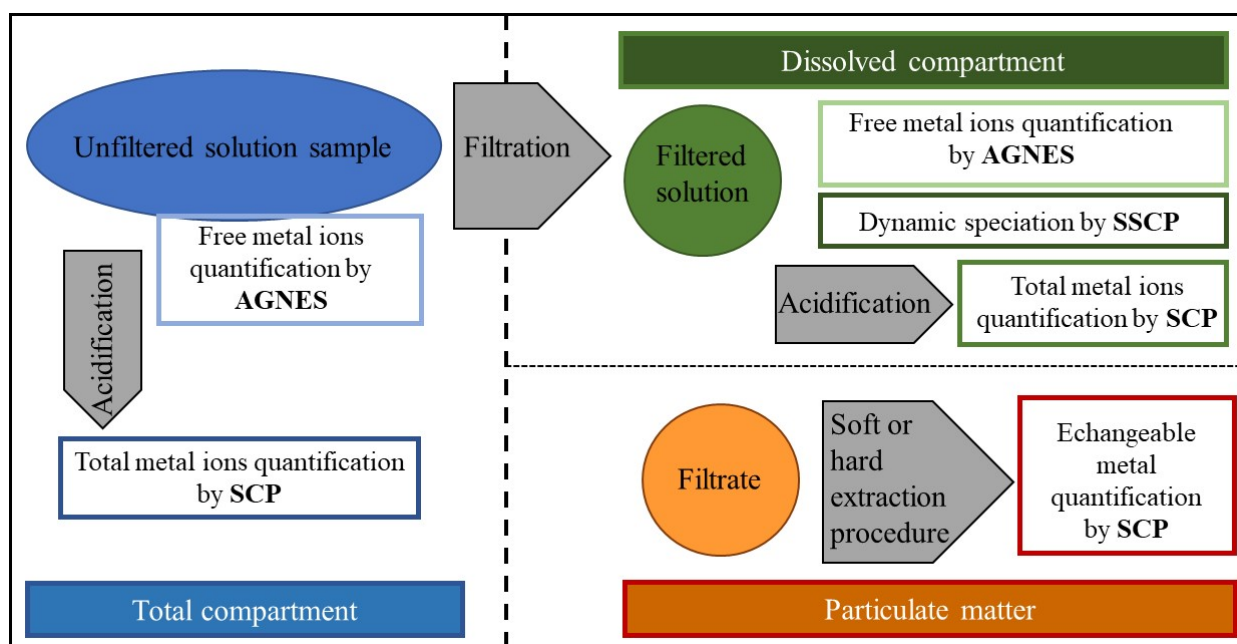 Unfiltered solution sample
Free metal ions
quantification by
AGNES
Acidification
Total metal ions quantification
by SCP
Total compartment
Filtration
Dissolved compartment
Filtered
solution
Free metal ions quantification
by AGNES
Dynamic speciation by SSCP
Acidification
Total metal ions
quantification by SCP
Filtrate
Soft or
hard
extraction
procedure
Echangeable
metal
quantification
by SCP
Particulate matter